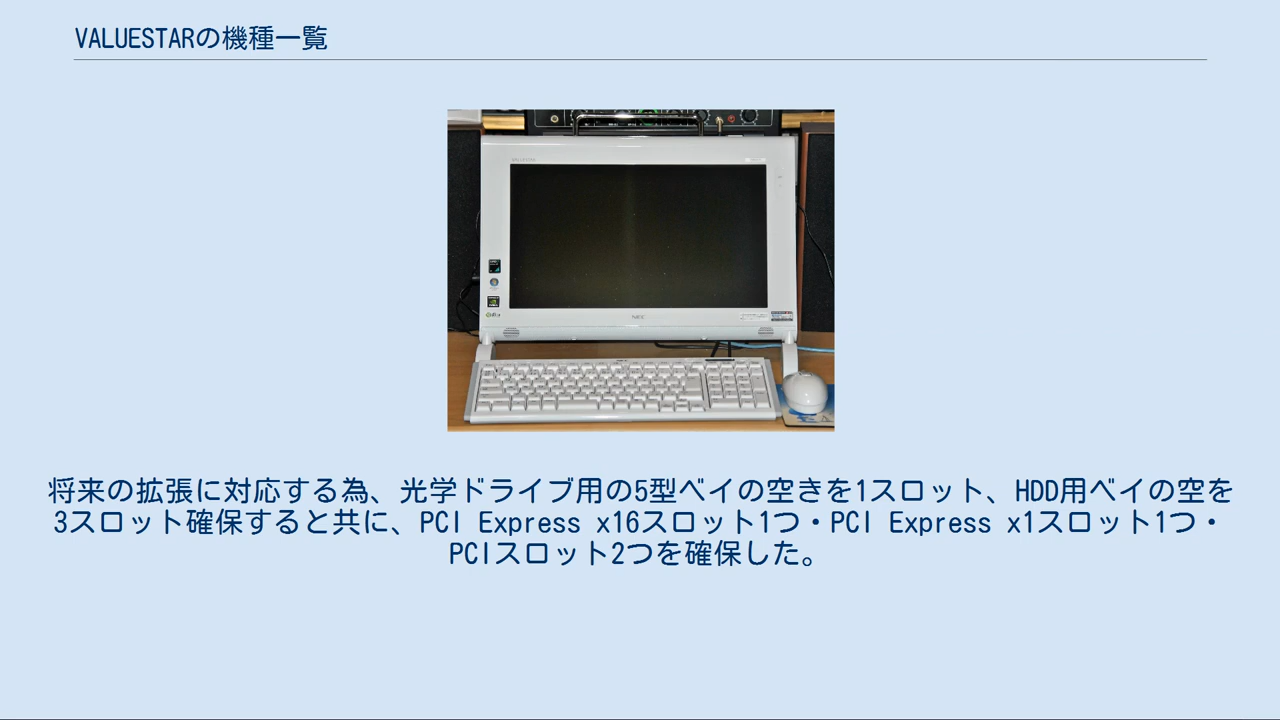 VALUESTARの機種一覧
NEC
将来の拡張に対応する為、光学ドライブ用の5型ベイの空きを1スロット、HDD用ベイの空を
3スロット確保すると共に、PCI Express x16スロット1つ・PCI Express x1スロット1つ・
PCIスロット2つを確保した。